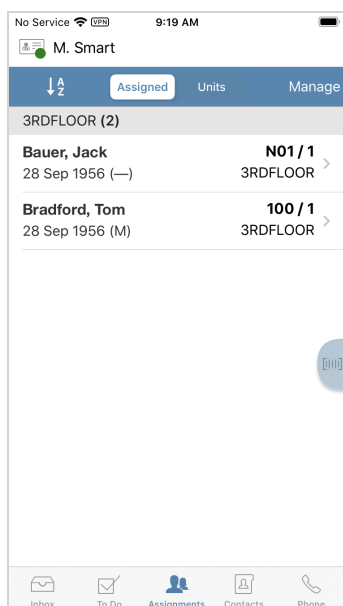 No Service VPN 9:19 AM
M. Smart
A
Z Assigned Units Manage
3RDFLOOR (2)
Bauer, Jack N01 / 1
28 Sep 1956 (—) 3RDFLOOR
Bradford, Tom 100 / 1
28 Sep 1956 (M) 3RDFLOOR
Inbox To Do Assignments Contacts Phone